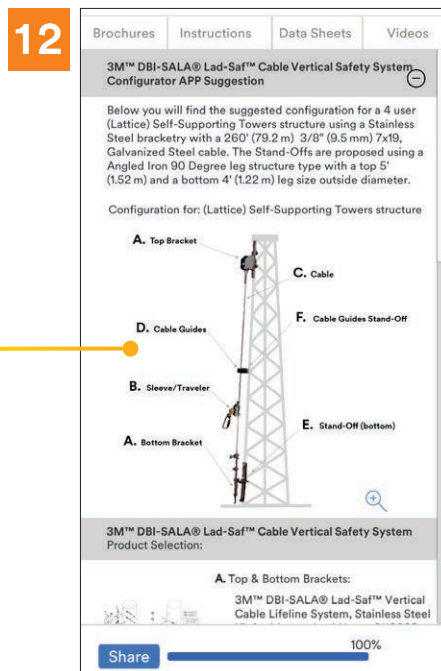 12
Brochures Instructions Data Sheets Videos
3M™ DBI-SALA® Lad-Saf™ Cable Vertical Safety System
Configurator APP Suggestion
Below you will find the suggested configuration for a 4 user
(Lattice) Self-Supporting Towers structure using a Stainless
Steel bracketry with a 260' (79.2 m) 3/8" (9.5 mm) 7x19,
Galvanized Steel cable. The Stand-Offs are proposed using a
Angled Iron 90 Degree leg structure type with a top 5'
(1.52 m) and a bottom 4' (1.22 m) leg size outside diameter.
Configuration for: (Lattice) Self-Supporting Towers structure
A. Top Bracket
C. Cable
F. Cable Guides Stand-Off
D. Cable Guides
B. Sleeve/Traveler
E. Stand-Off (bottom)
A. Bottom Bracket
3M™ DBI-SALA® Lad-Saf™ Cable Vertical Safety System
Product Selection:
A. Top & Bottom Brackets:
3M™ DBI-SALA® Lad-Saf™ Vertical
Cable Lifeline System, Stainless Steel
Share 100%